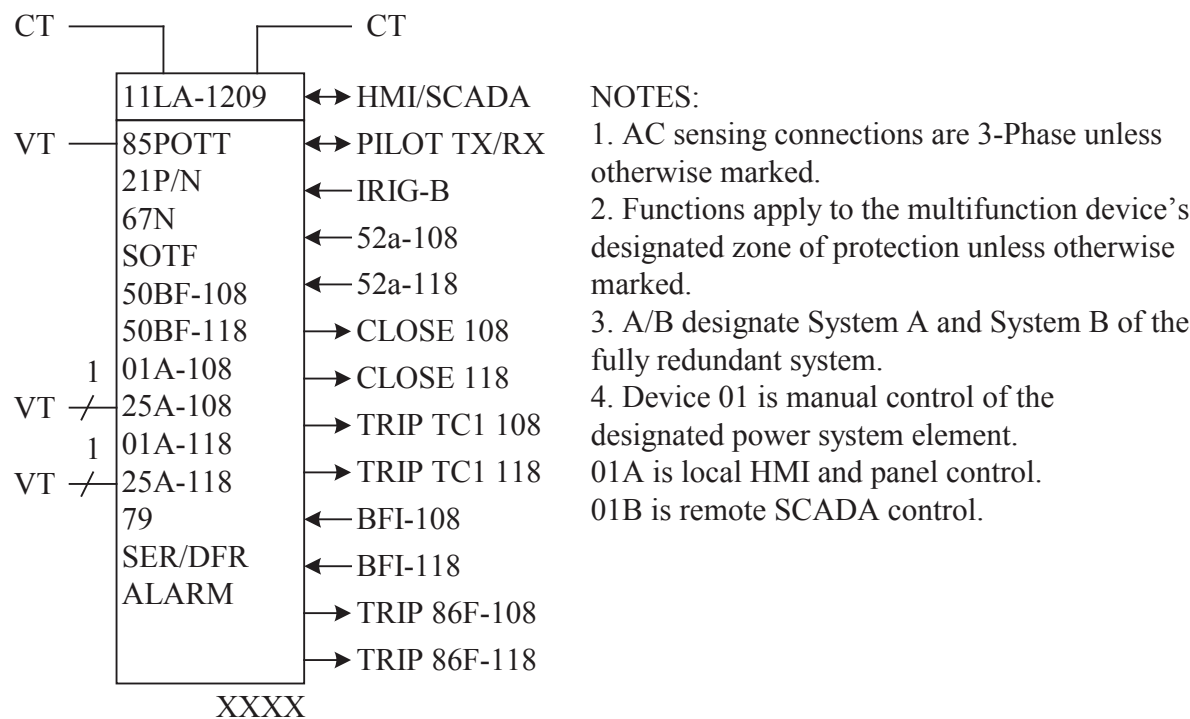 CT
CT
11LA-1209
HMI/SCADA
VT
85POTT
PILOT TX/RX
21P/N
IRIG-B
67N
52a-108
SOTF
52a-118
50BF-108
50BF-118
CLOSE 108
1
01A-108
CLOSE 118
VT
25A-108
TRIP TC1 108
1
01A-118
TRIP TC1 118
VT
25A-118
79
BFI-108
SER/DFR
BFI-118
ALARM
TRIP 86F-108
TRIP 86F-118
XXXX
NOTES:
1. AC sensing connections are 3-Phase unless
otherwise marked.
2. Functions apply to the multifunction device’s
designated zone of protection unless otherwise
marked.
3. A/B designate System A and System B of the
fully redundant system.
4. Device 01 is manual control of the
designated power system element.
01A is local HMI and panel control.
01B is remote SCADA control.